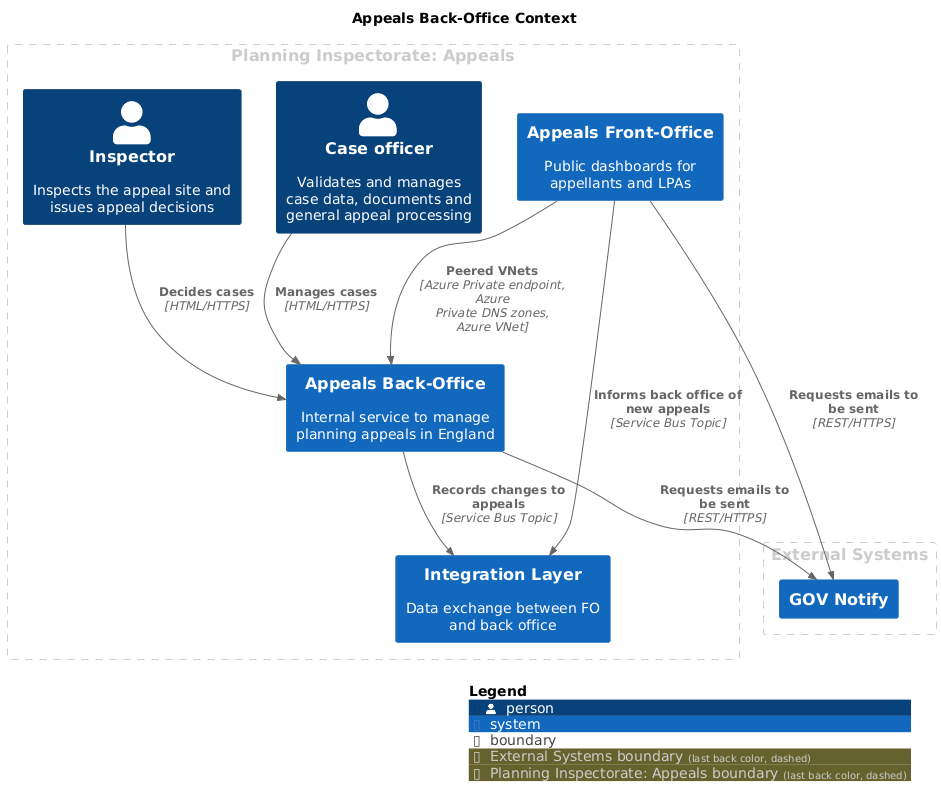 Appeals Back-Office Context
Planning Inspectorate: Appeals
Inspector
Inspects the appeal site and
issues appeal decisions
Case officer
Validates and manages
case data, documents and
general appeal processing
Appeals Front-Office
Public dashboards for
appellants and LPAs
Decides cases
[HTML/HTTPS]
Manages cases
[HTML/HTTPS]
Peered VNets
[Azure Private endpoint,
Azure
Private DNS zones,
Azure VNet]
Appeals Back-Office
Internal service to manage
planning appeals in England
Informs back office of
new appeals
[Service Bus Topic]
Requests emails to
be sent
[REST/HTTPS]
Records changes to
appeals
[Service Bus Topic]
Requests emails to
be sent
[REST/HTTPS]
Integration Layer
Data exchange between FO
and back office
External Systems
GOV Notify
Legend
person
system
boundary
External Systems boundary (last back color, dashed)
Planning Inspectorate: Appeals boundary (last back color, dashed)